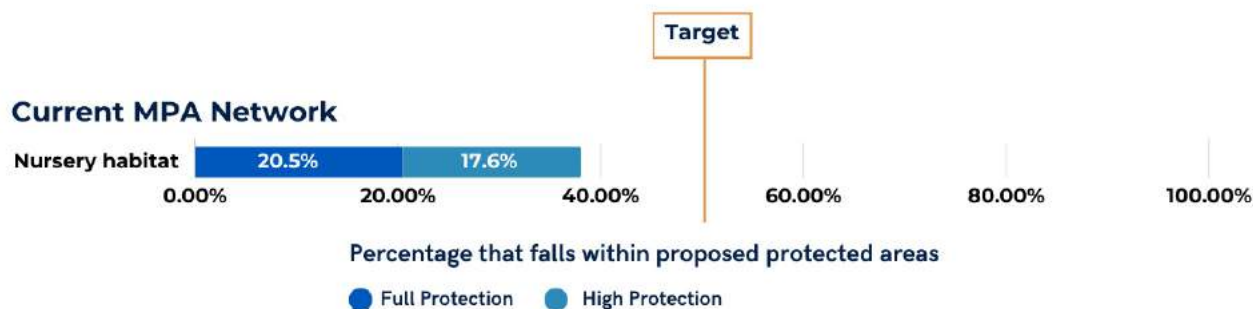 Target
Current MPA Network
Nursery habitat 20.5% 17.6%
0.00% 20.00% 40.00% 60.00% 80.00% 100.00%
Percentage that falls within proposed protected areas
Full Protection High Protection